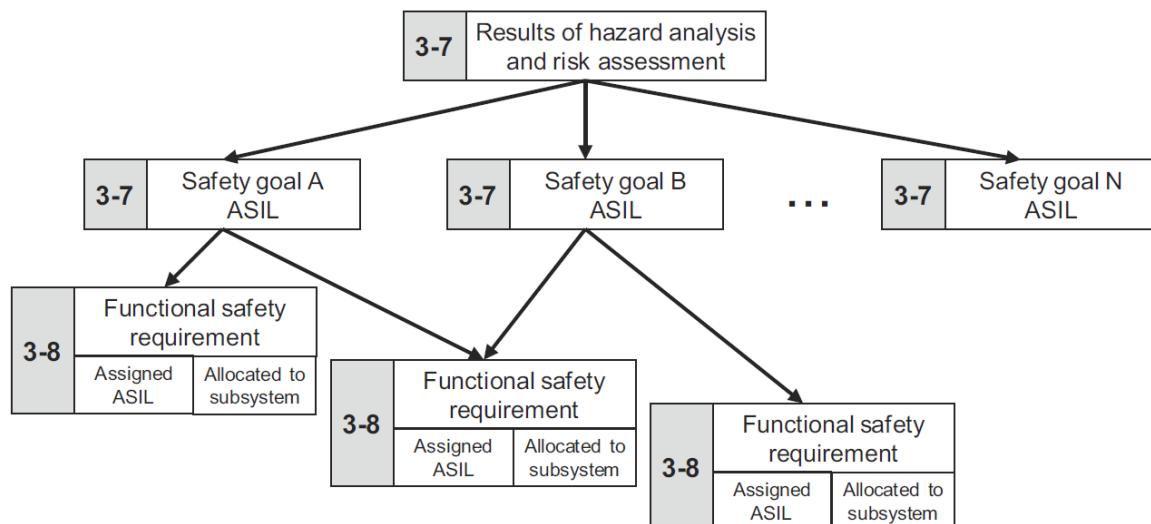 3-7
Results of hazard analysis
and risk assessment
3-7
Safety goal A
ASIL
3-7
Safety goal B
ASIL
...
3-7
Safety goal N
ASIL
3-8
Functional safety
requirement
Assigned
ASIL
Allocated to
subsystem
3-8
Functional safety
requirement
Assigned
ASIL
Allocated to
subsystem
3-8
Functional safety
requirement
Assigned
ASIL
Allocated to
subsystem